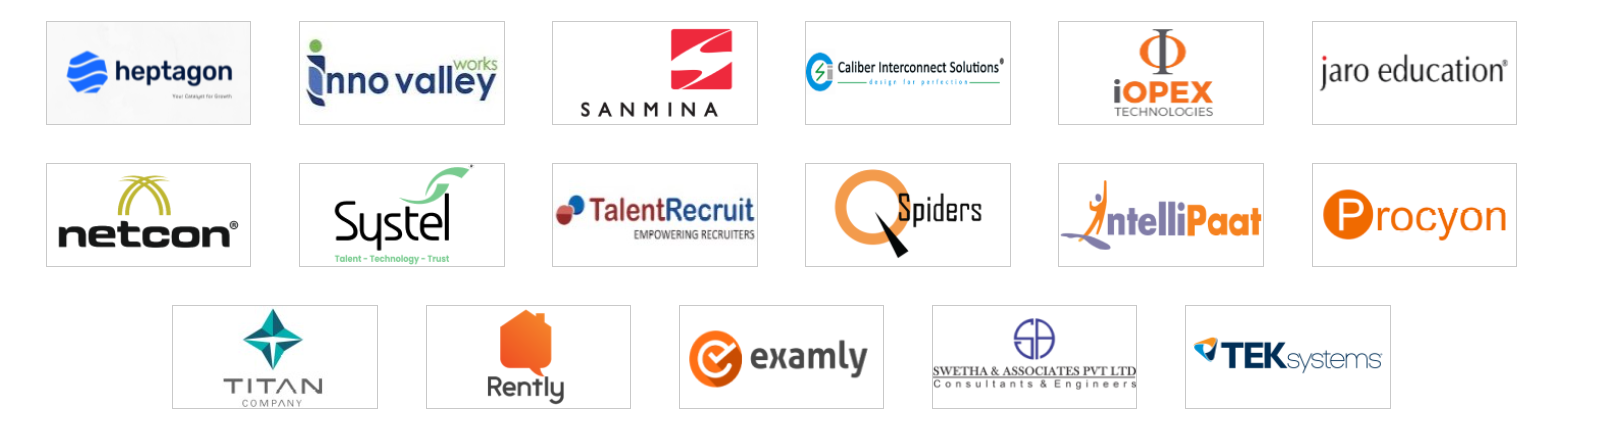 heptagon
Your Catalyst for Growth
works
inno valley
SANMINA
Caliber Interconnect Solutions®
design for perfection
iOPEX
TECHNOLOGIES
jaro education®
netcon®
Systel
Talent - Technology - Trust
TalentRecruit
EMPOWERING RECRUITERS
QSpiders
IntelliPaat
Procyon
TITAN
COMPANY
Rently
examly
SWETHA & ASSOCIATES PVT LTD
Consultants & Engineers
TEKsystems